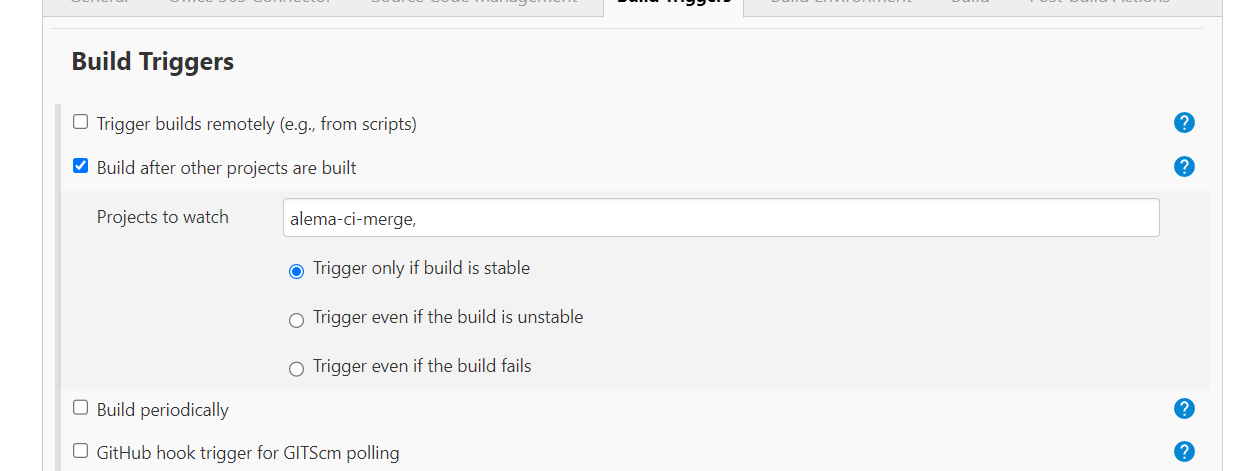 General Office 365 Connector Source Code Management Build Triggers Build Environment Build Post-build Actions
Build Triggers
Trigger builds remotely (e.g., from scripts)
Build after other projects are built
Projects to watch alema-ci-merge,
Trigger only if build is stable
Trigger even if the build is unstable
Trigger even if the build fails
Build periodically
GitHub hook trigger for GITScm polling